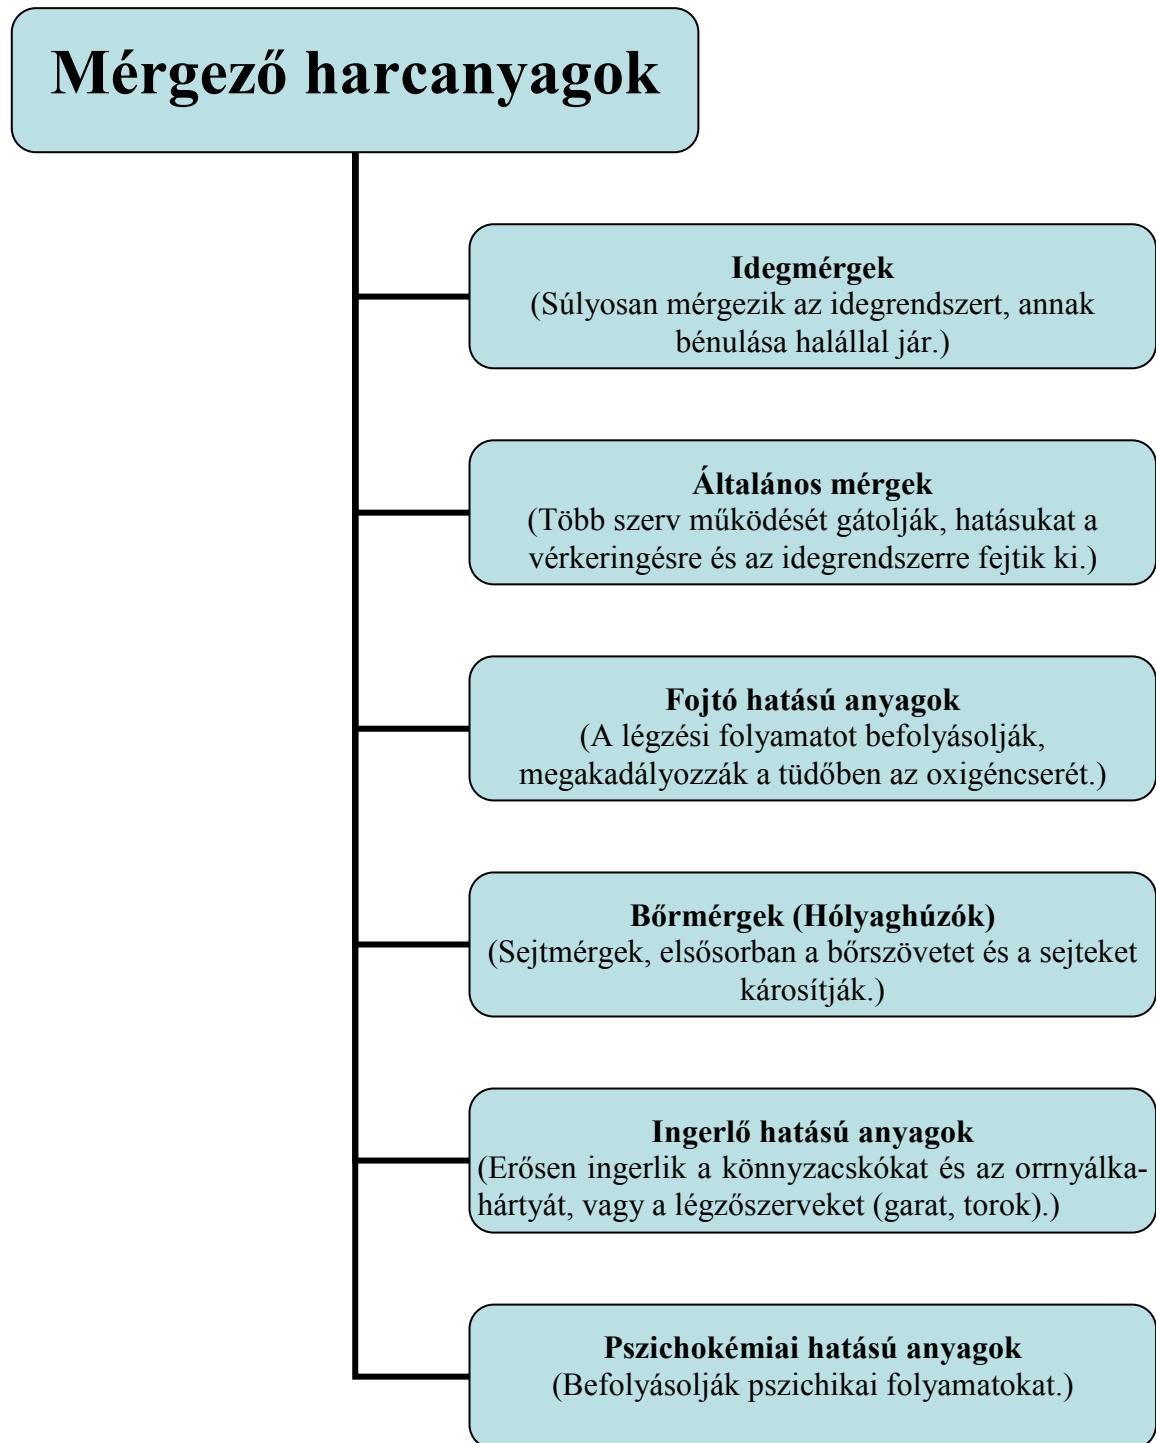 Mérgező harcanyagok
Idegmérgek
(Súlyosan mérgezik az idegrendszert, annak
bénulása halállal jár.)
Általános mérgek
(Több szerv működését gátolják, hatásukat a
vérkeringésre és az idegrendszerre fejtik ki.)
Fojtó hatású anyagok
(A légzési folyamatot befolyásolják,
megakadályozzák a tüdőben az oxigéncserét.)
Bőrmérgek (Hólyaghúzók)
(Sejtmérgek, elsősorban a bőrszövetet és a sejteket
károsítják.)
Ingerlő hatású anyagok
(Erősen ingerlik a könnyzacskókat és az orrnyálka-
hártyát, vagy a légzőszerveket (garat, torok).)
Pszichokémiai hatású anyagok
(Befolyásolják pszichikai folyamatokat.)